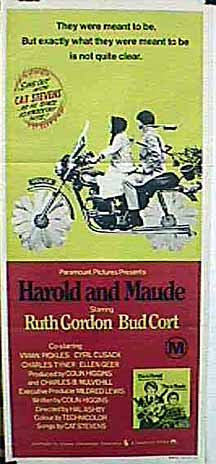 They were meant to be.
But exactly what they were meant to be
is not quite clear.
CAT STEVENS
Paramount Pictures Presents
Harold and Maude
Starring
Ruth Gordon Bud Cort
Co-starring
VIVIAN PICKLES CYRIL CUSACK
CHARLES TYNER ELLEN GEER
Produced by COLIN HIGGINS
and CHARLES B. MULVEHILL
Executive Producer MILDRED LEWIS
Written by COLIN HIGGINS
Directed by HAL ASHBY
Colour by TECHNICOLOR
Songs by CAT STEVENS
M